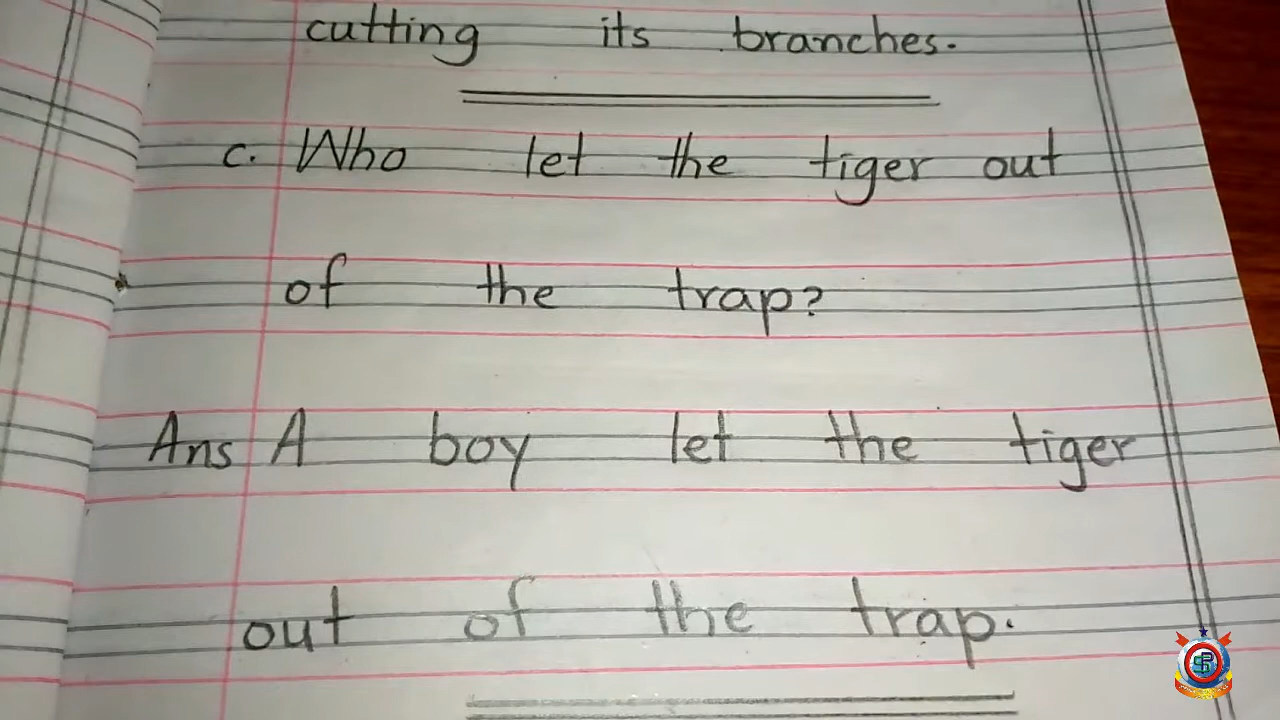 cutting its branches.
c. Who let the tiger out
of the trap?
Ans A boy let the tiger
out of the trap.